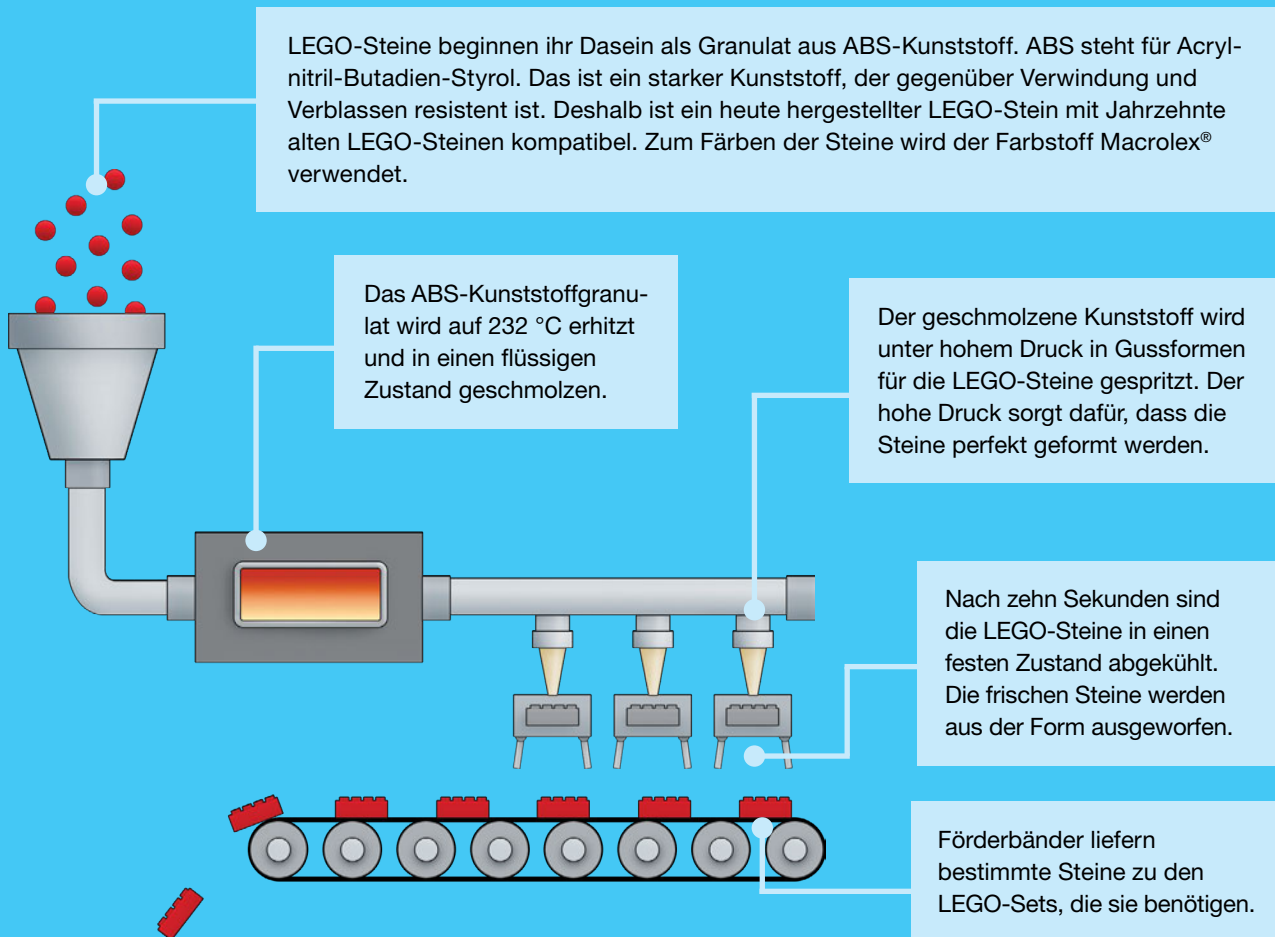 LEGO-Steine beginnen ihr Dasein als Granulat aus ABS-Kunststoff. ABS steht für Acryl-
nitril-Butadien-Styrol. Das ist ein starker Kunststoff, der gegenüber Verwindung und
Verblassen resistent ist. Deshalb ist ein heute hergestellter LEGO-Stein mit Jahrzehnte
alten LEGO-Steinen kompatibel. Zum Färben der Steine wird der Farbstoff Macrolex®
verwendet.
Das ABS-Kunststoffgranu-
lat wird auf 232 °C erhitzt
und in einen flüssigen
Zustand geschmolzen.
Der geschmolzene Kunststoff wird
unter hohem Druck in Gussformen
für die LEGO-Steine gespritzt. Der
hohe Druck sorgt dafür, dass die
Steine perfekt geformt werden.
Nach zehn Sekunden sind
die LEGO-Steine in einen
festen Zustand abgekühlt.
Die frischen Steine werden
aus der Form ausgeworfen.
Förderbänder liefern
bestimmte Steine zu den
LEGO-Sets, die sie benötigen.